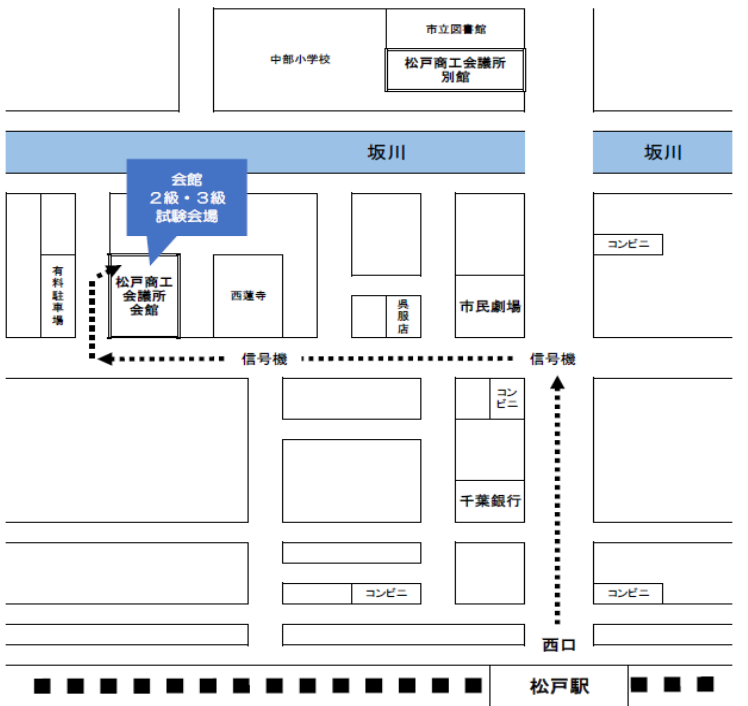 市立図書館
中部小学校
松戸商工会議所
別館
坂川
坂川
会館
２級・３級
試験会場
コンビニ
有料駐車場
松戸商工
会議所
会館
西蓮寺
呉服店
市民劇場
信号機
信号機
コン
ビニ
千葉銀行
コンビニ
コンビニ
西口
松戸駅